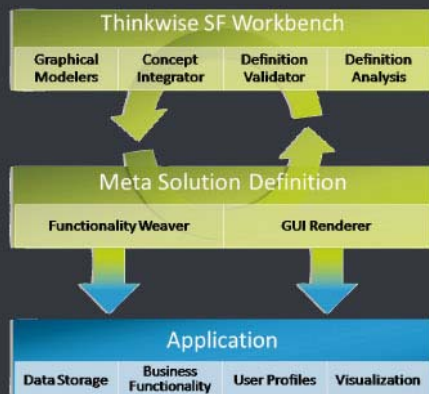 Thinkwise SF Workbench
Graphical Modelers
Concept Integrator
Definition Validator
Definition Analysis
Meta Solution Definition
Functionality Weaver
GUI Renderer
Application
Data Storage
Business Functionality
User Profiles
Visualization